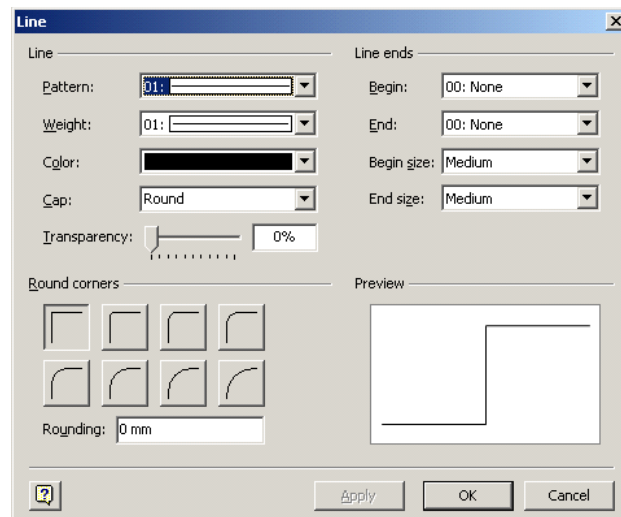 Line
Line
Pattern: 01:
Weight: 01:
Color:
Cap: Round
Transparency: 0%
Line ends
Begin: 00: None
End: 00: None
Begin size: Medium
End size: Medium
Round corners
Rounding: 0 mm
Preview
Apply OK Cancel